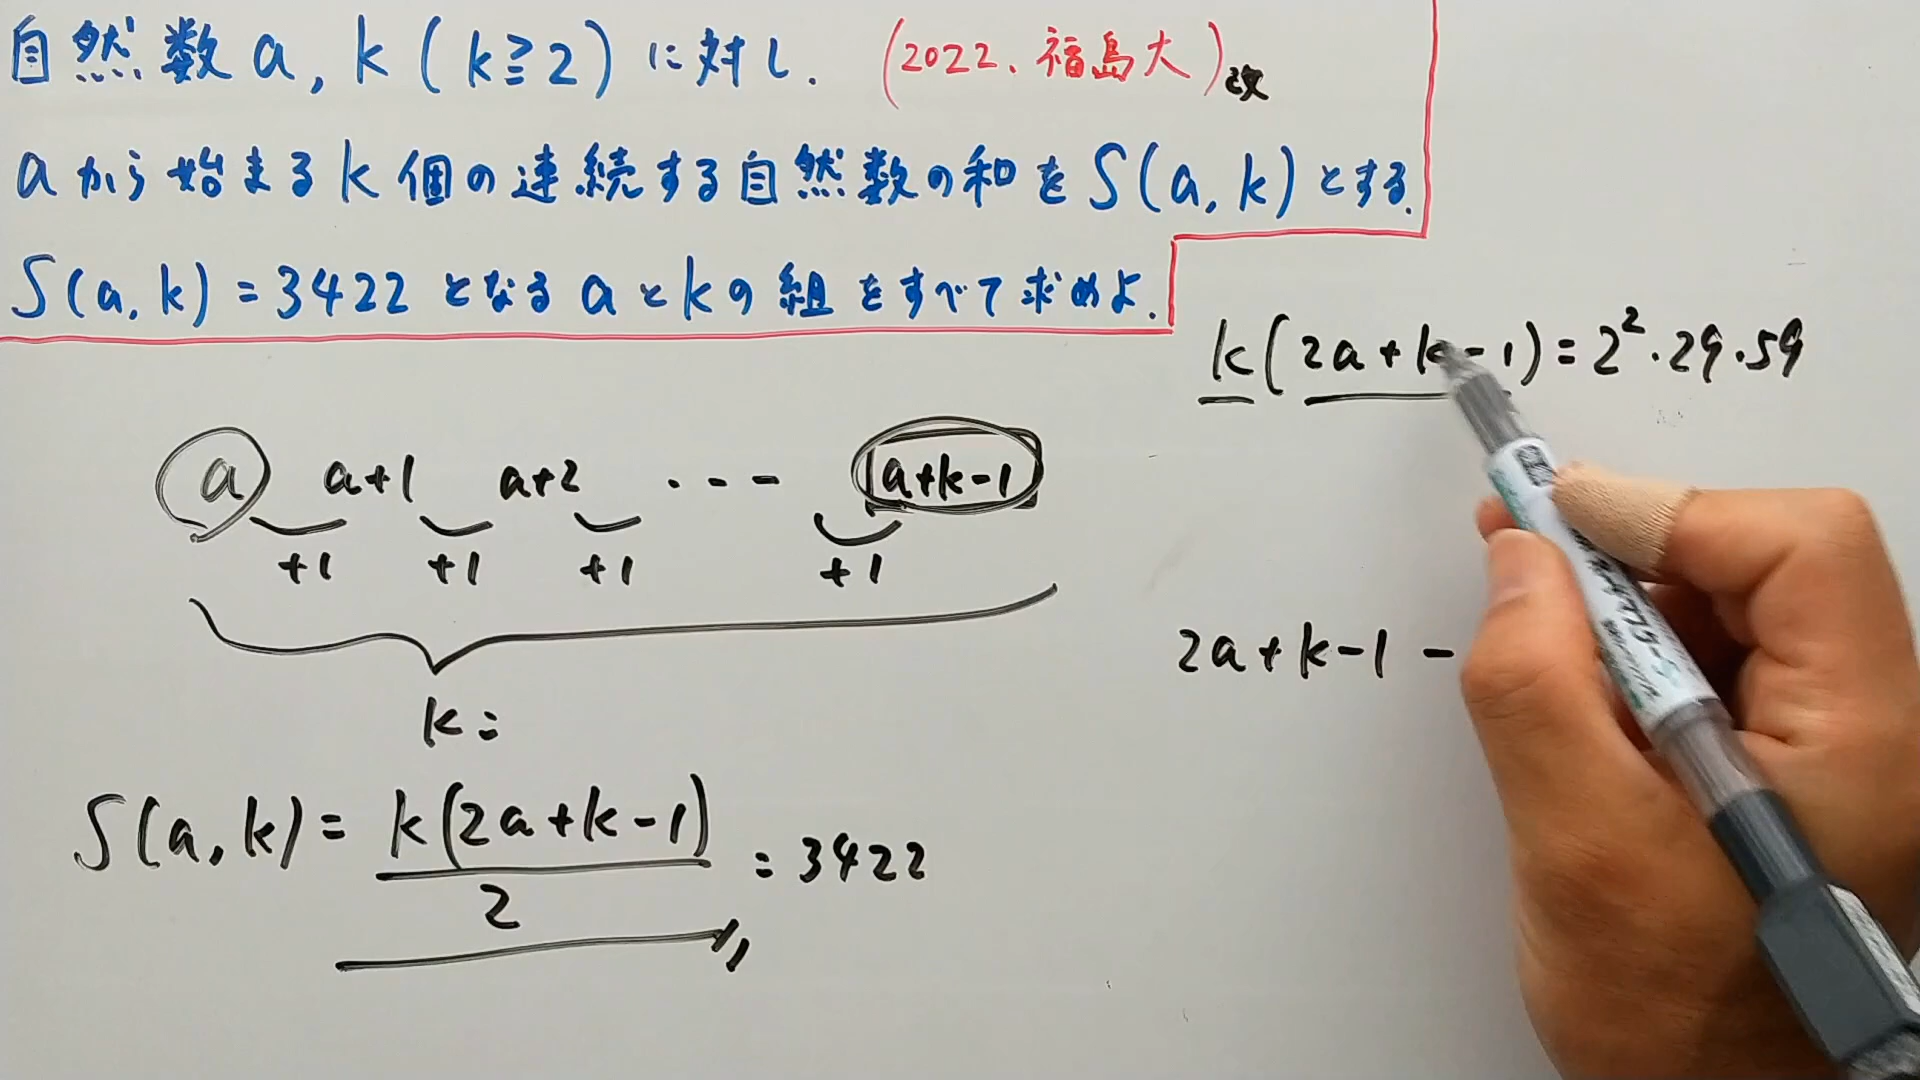 自然数a, k (k≧2) に対し. (2022. 福島大)改
aから始まるk個の連続する自然数の和をS(a, k)とする.
S(a, k) = 3422 となるaとkの組をすべて求めよ.
k(2a+k-1) = 2²・29・59
a a+1 a+2 ・・・ a+k-1
+1 +1 +1 +1
2a+k-1 -
k=
S(a, k) = k(2a+k-1)/2 = 3422